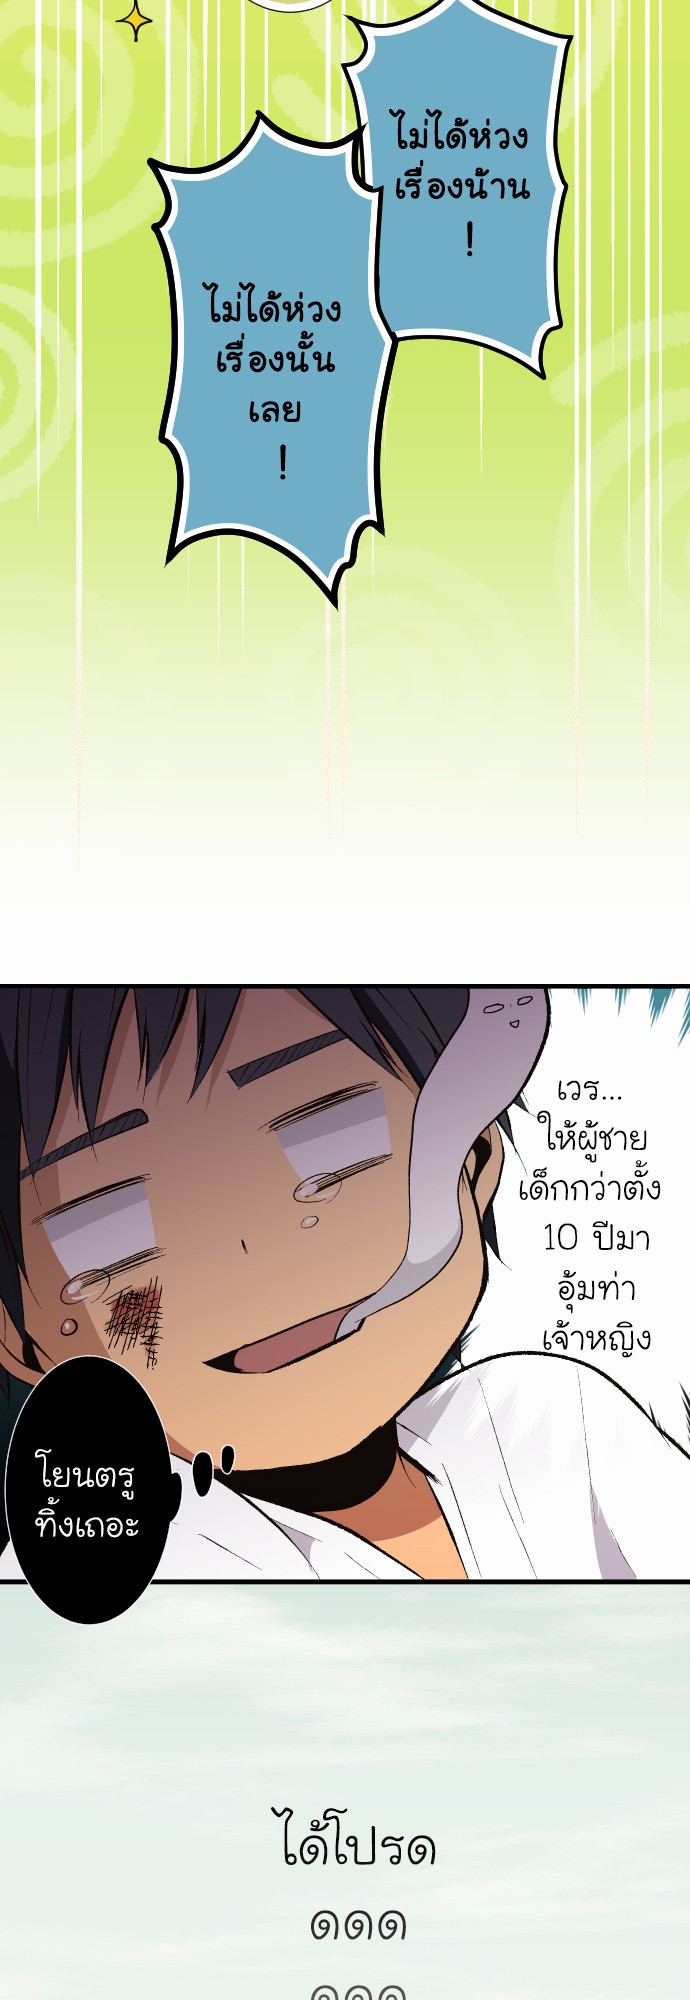 ไม่ได้ห่วง
เรื่องน้าน
!
ไม่ได้ห่วง
เรื่องนั้น
เลย
!
เวร...
ให้ผู้ชาย
เด็กกว่าตั้ง
10 ปีมา
อุ้มท่า
เจ้าหญิง
โยนตรู
ทิ้งเถอะ
ได้โปรด
ดดด
ดดด